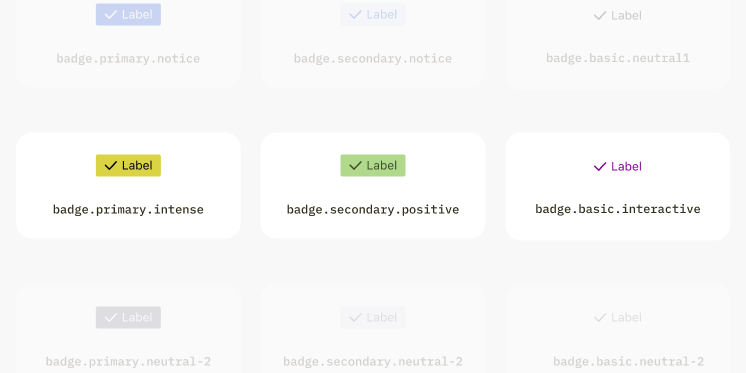 Label Label Label
badge.primary.notice badge.secondary.notice badge.basic.neutral1
Label Label Label
badge.primary.intense badge.secondary.positive badge.basic.interactive
Label Label Label
badge.primary.neutral-2 badge.secondary.neutral-2 badge.basic.neutral-2